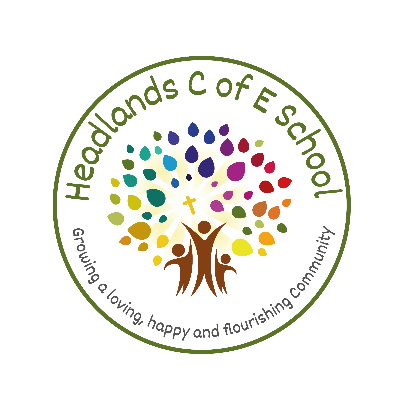 Headlands C of E school
Growing a loving, happy and flourishing Community